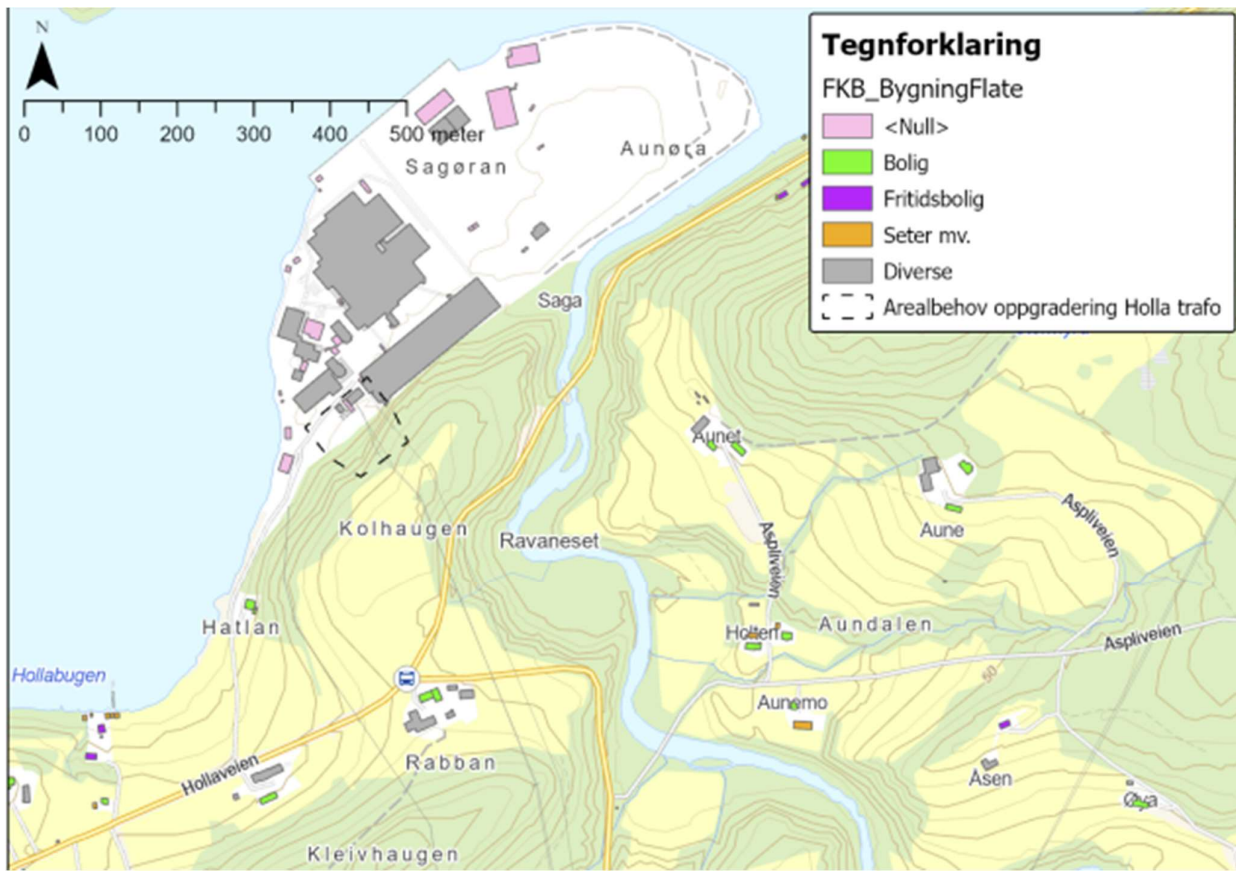 N
0 100 200 300 400 500 meter
Tegnforklaring
FKB_BygningFlate
<Null>
Bolig
Fritidsbolig
Seter mv.
Diverse
Arealbehov oppgradering Holla trafo
Sagøran
Aunøra
Saga
Aunet
Aspliveien
Aune
Kolhaugen
Ravaneset
Aspliveien
Hatlan
Holten
Aundalen
Aspliveien
Hollabugen
50
Aunemo
Hollaveien
Rabban
Åsen
Øya
Kleivhaugen